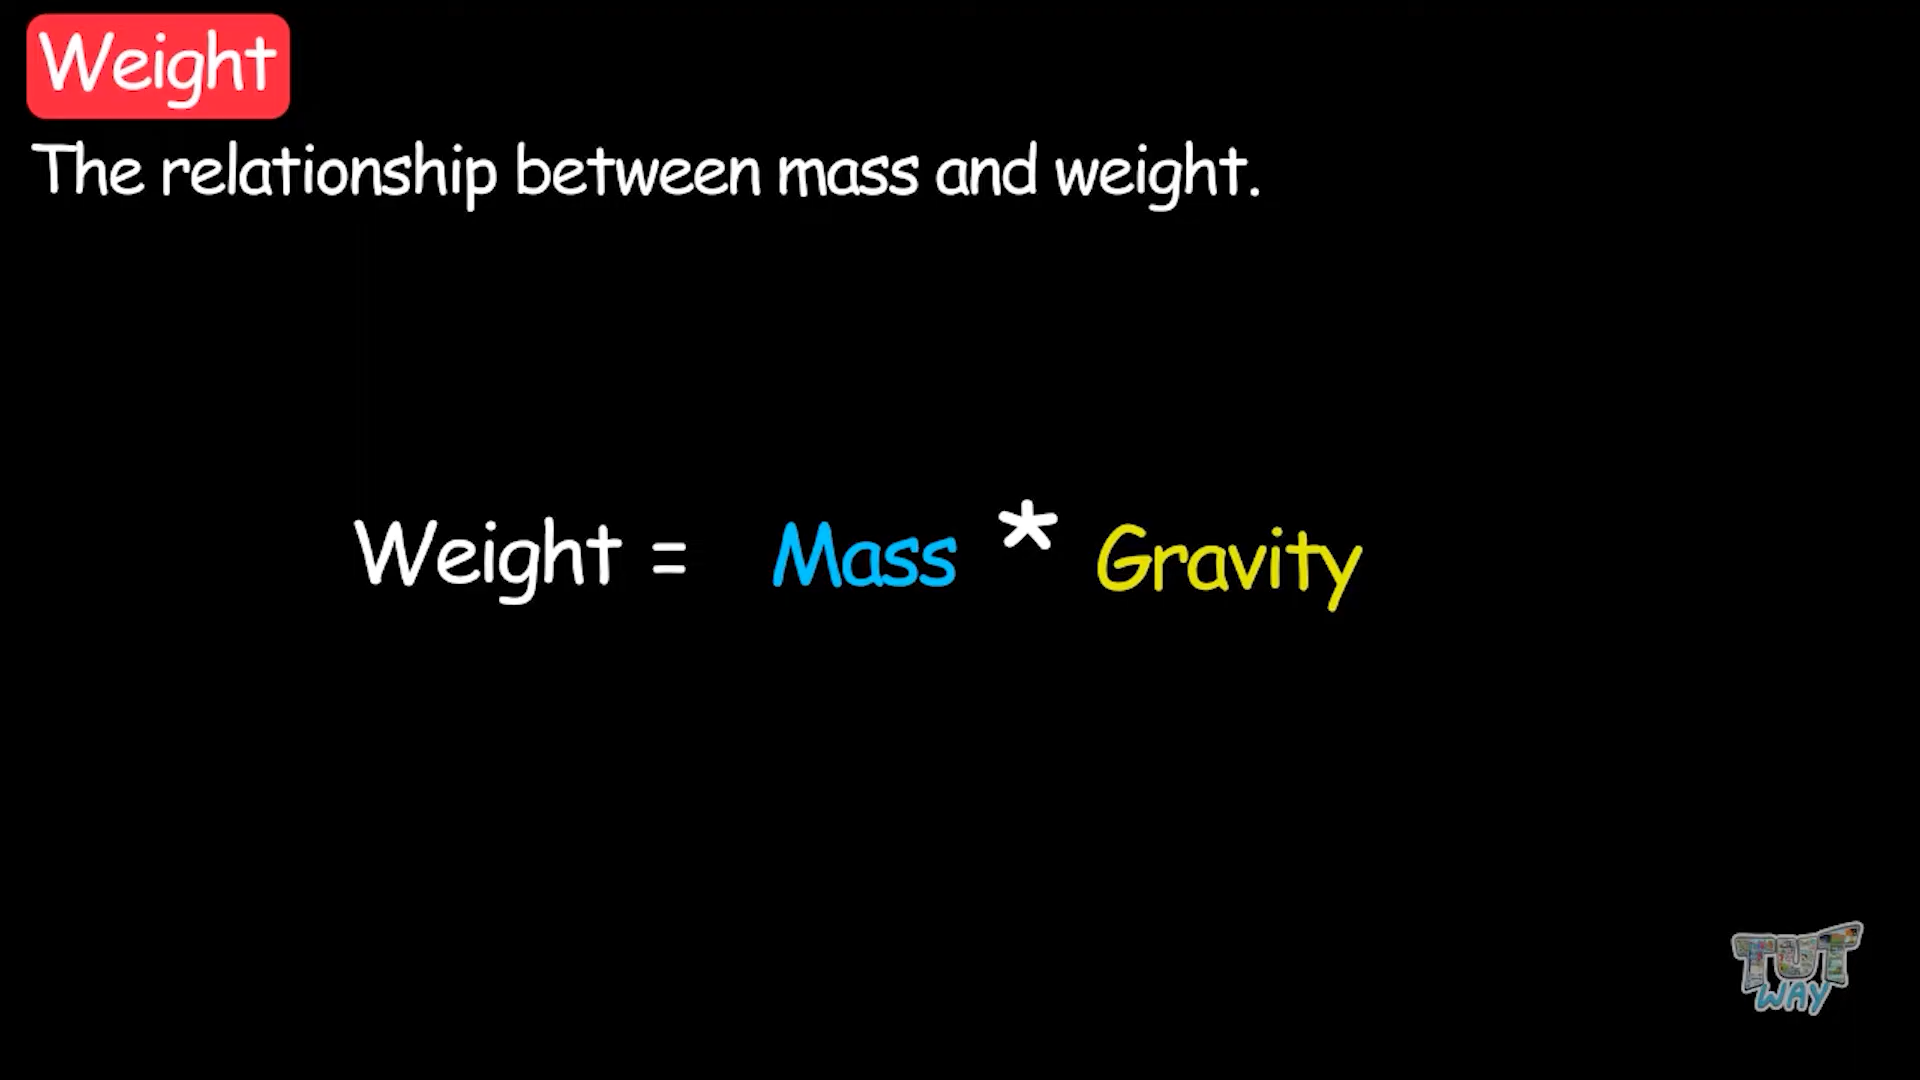 Weight
The relationship between mass and weight.
Weight = Mass * Gravity
TUT
WAY